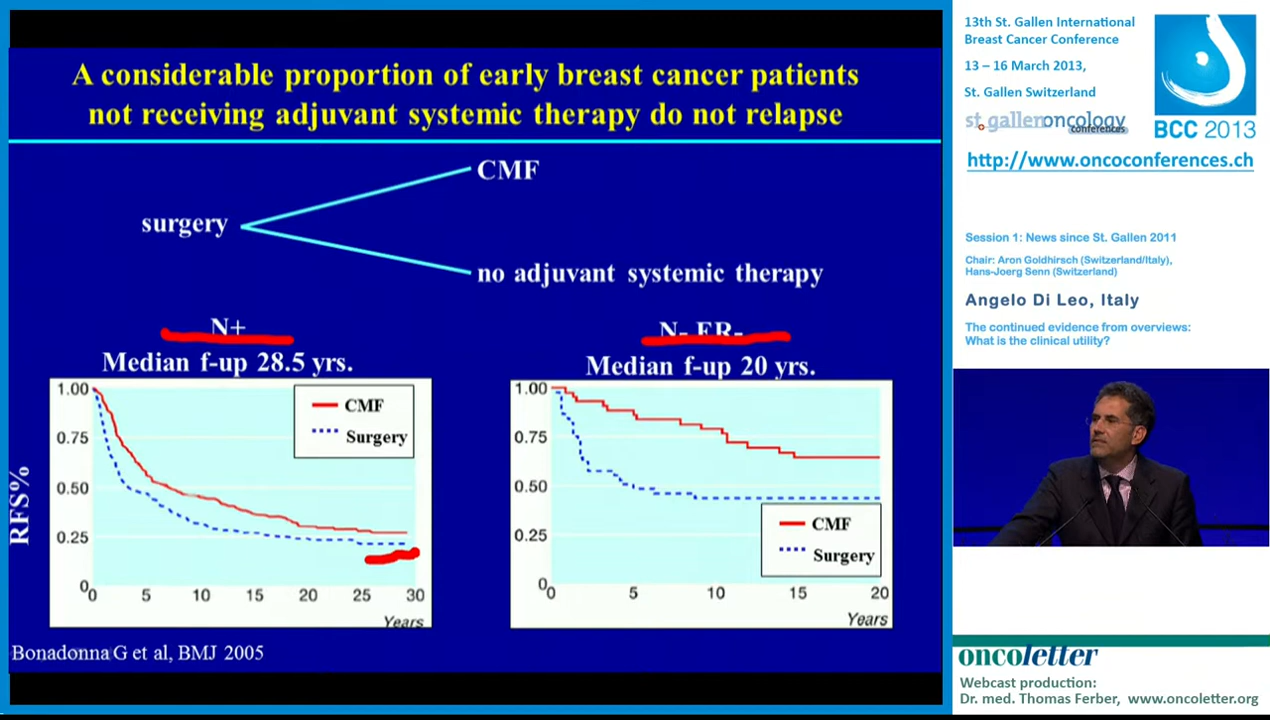 A considerable proportion of early breast cancer patients
not receiving adjuvant systemic therapy do not relapse
CMF
surgery
no adjuvant systemic therapy
N+
Median f-up 28.5 yrs.
RFS%
1.00
0.75
0.50
0.25
0
0 5 10 15 20 25 30
Years
CMF
Surgery
N- ER-
Median f-up 20 yrs.
1.00
0.75
0.50
0.25
0
0 5 10 15 20
Years
CMF
Surgery
Bonadonna G et al, BMJ 2005
13th St. Gallen International
Breast Cancer Conference
13 – 16 March 2013,
St. Gallen Switzerland
st.gallenoncology
conferences
BCC 2013
http://www.oncoconferences.ch
Session 1: News since St. Gallen 2011
Chair: Aron Goldhirsch (Switzerland/Italy),
Hans-Joerg Senn (Switzerland)
Angelo Di Leo, Italy
The continued evidence from overviews:
What is the clinical utility?
oncoletter
Webcast production:
Dr. med. Thomas Ferber, www.oncoletter.org